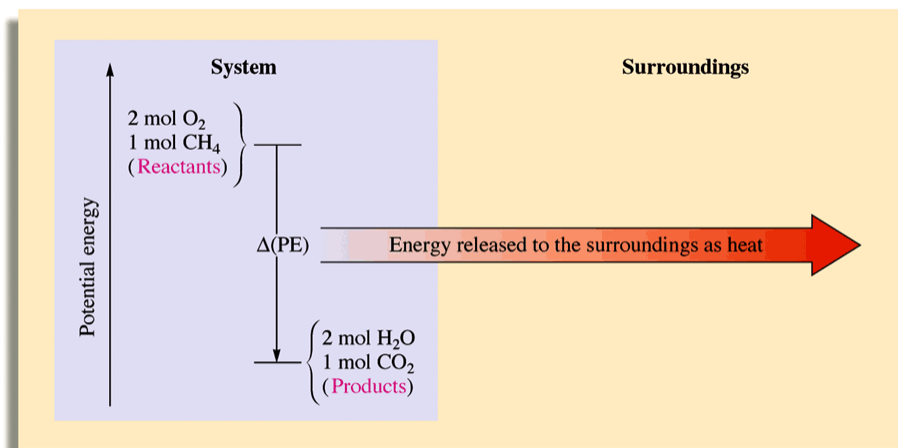 System
Surroundings
2 mol O₂
1 mol CH₄
(Reactants)
Potential energy
Δ(PE)
Energy released to the surroundings as heat
2 mol H₂O
1 mol CO₂
(Products)